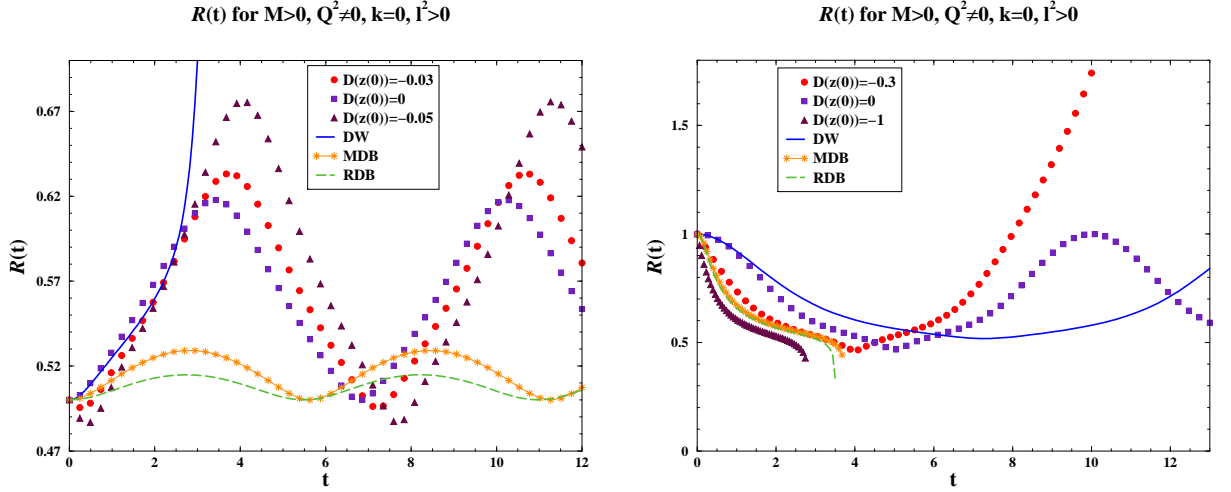 R(t) for M>0, Q²≠0, k=0, l²>0
R(t)
0.67
0.62
0.57
0.52
0.47
D(z(0))=−0.03
D(z(0))=0
D(z(0))=−0.05
DW
MDB
RDB
0 2 4 6 8 10 12
t
R(t) for M>0, Q²≠0, k=0, l²>0
R(t)
1.5
1
0.5
0
D(z(0))=−0.3
D(z(0))=0
D(z(0))=−1
DW
MDB
RDB
0 2 4 6 8 10 12
t